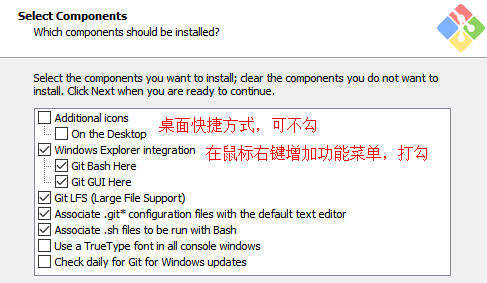 Select Components
Which components should be installed?
Select the components you want to install; clear the components you do not want to
install. Click Next when you are ready to continue.
Additional icons
On the Desktop
桌面快捷方式，可不勾
Windows Explorer integration
在鼠标右键增加功能菜单，打勾
Git Bash Here
Git GUI Here
Git LFS (Large File Support)
Associate .git* configuration files with the default text editor
Associate .sh files to be run with Bash
Use a TrueType font in all console windows
Check daily for Git for Windows updates